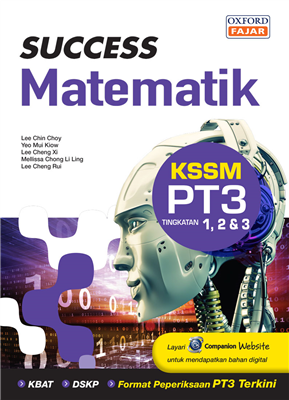 OXFORD
FAJAR
SUCCESS
Matematik
Lee Chin Choy
Yeo Mui Kiow
Lee Cheng Xi
Mellissa Chong Li Ling
Lee Cheng Rui
KSSM
PT3
TINGKATAN 1, 2 & 3
Layari Companion Website
untuk mendapatkan bahan digital
KBAT DSKP Format Peperiksaan PT3 Terkini